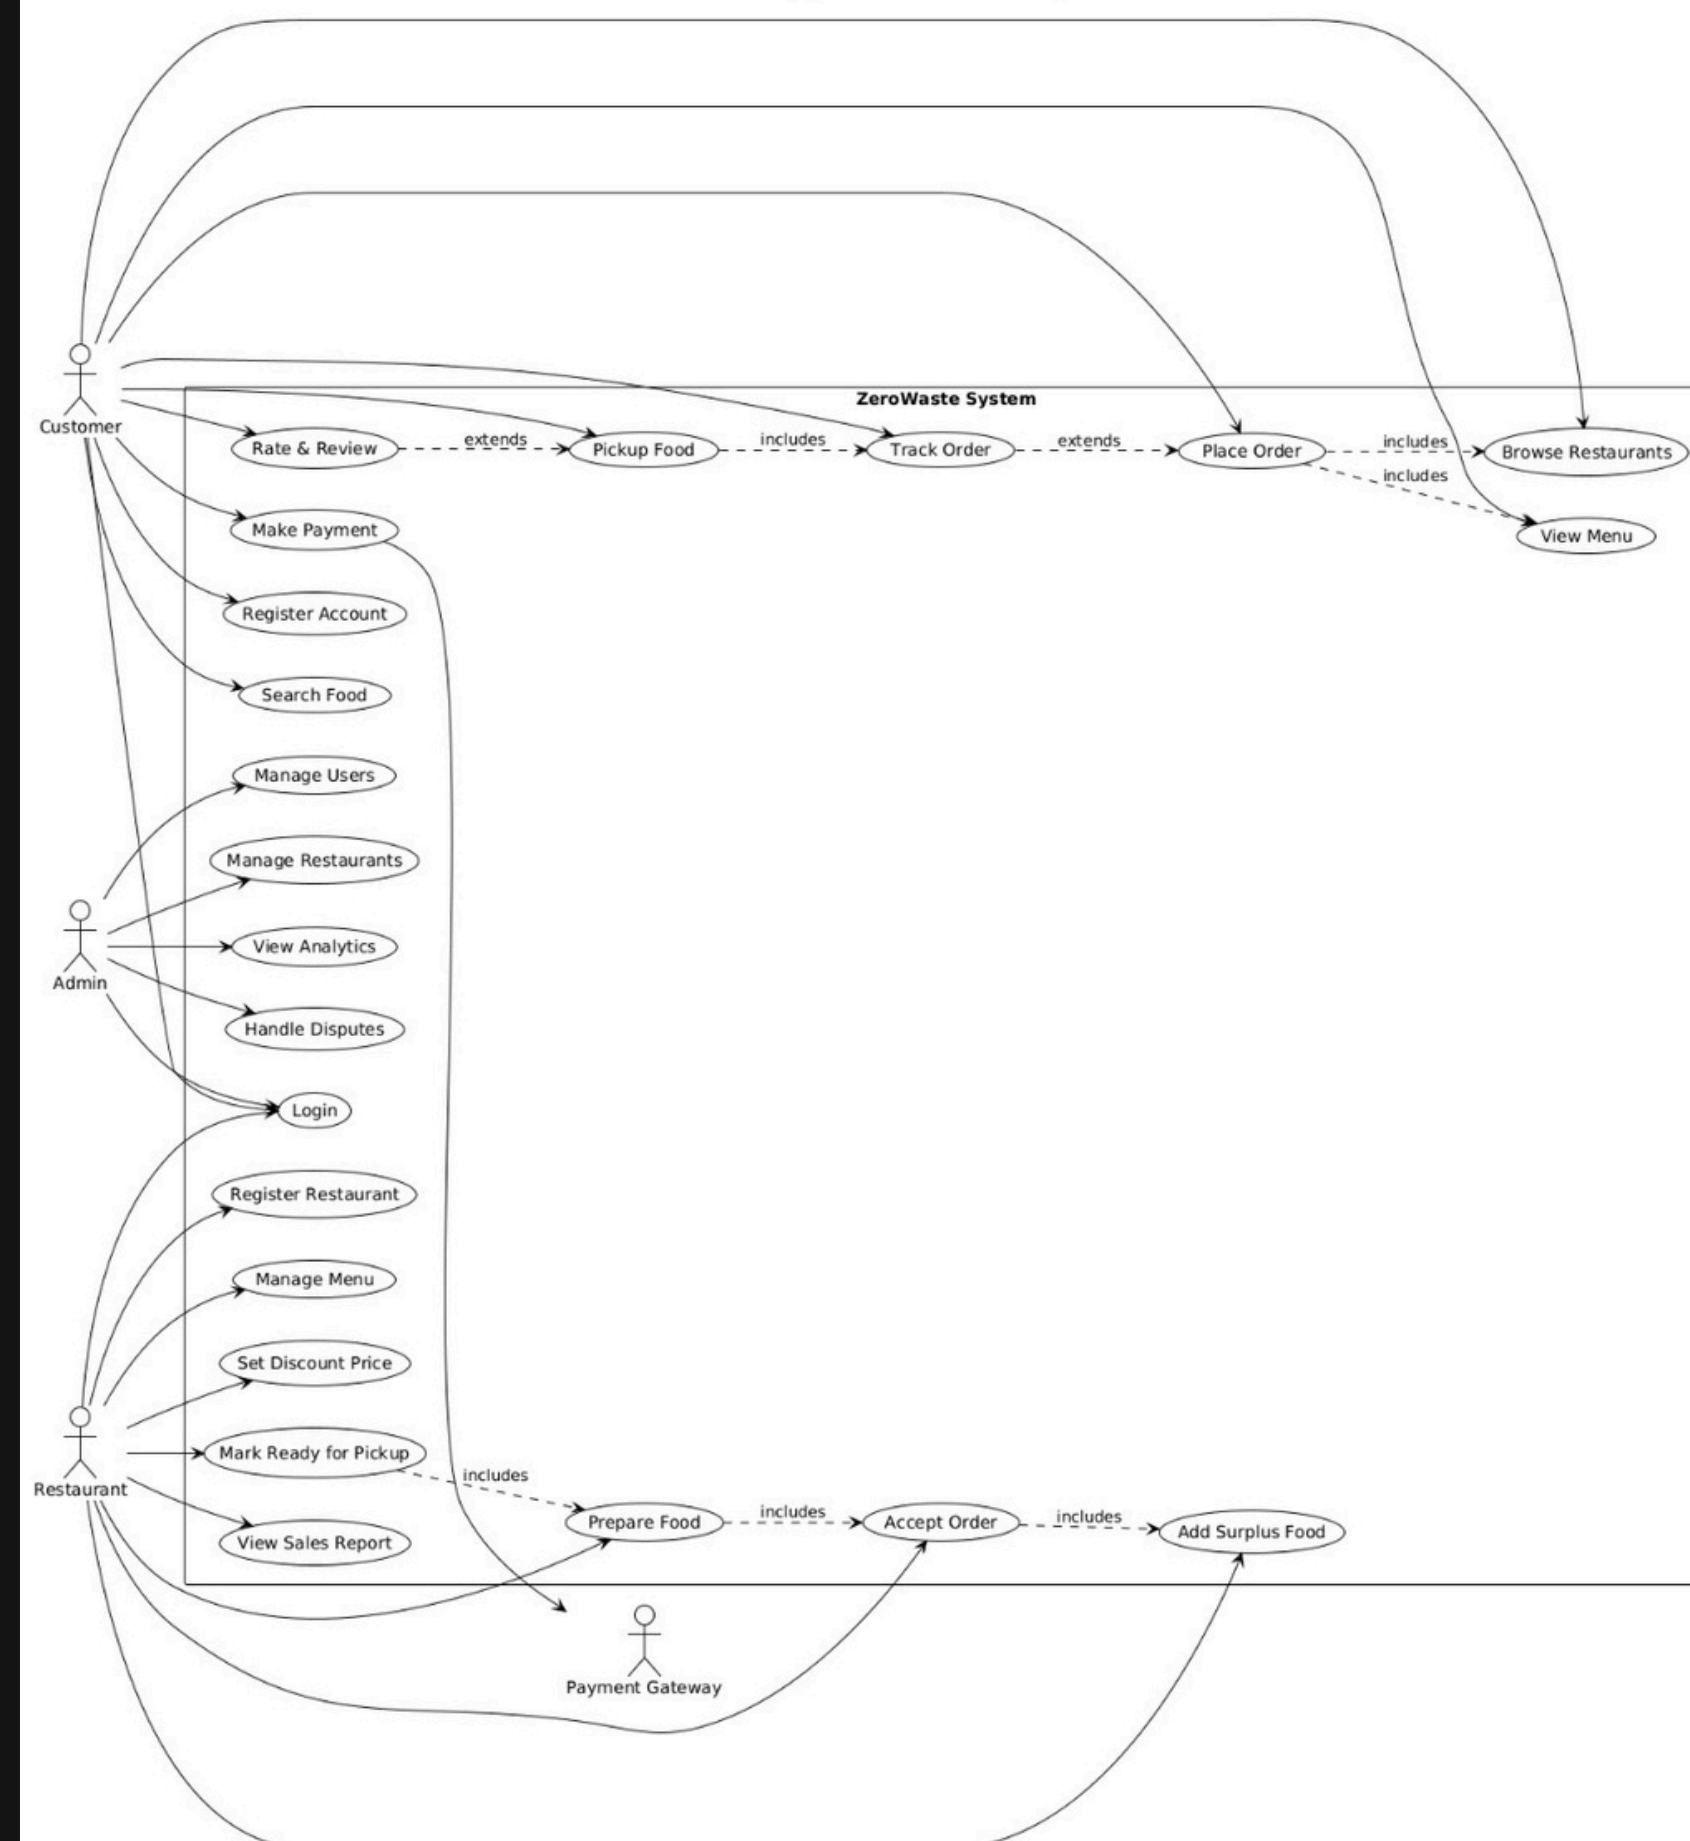 ZeroWaste System
Customer
Rate & Review
extends
Pickup Food
includes
Track Order
extends
Place Order
includes
Browse Restaurants
includes
View Menu
Make Payment
Register Account
Search Food
Manage Users
Manage Restaurants
View Analytics
Admin
Handle Disputes
Login
Register Restaurant
Manage Menu
Set Discount Price
Mark Ready for Pickup
includes
Restaurant
Prepare Food
includes
Accept Order
includes
Add Surplus Food
View Sales Report
Payment Gateway